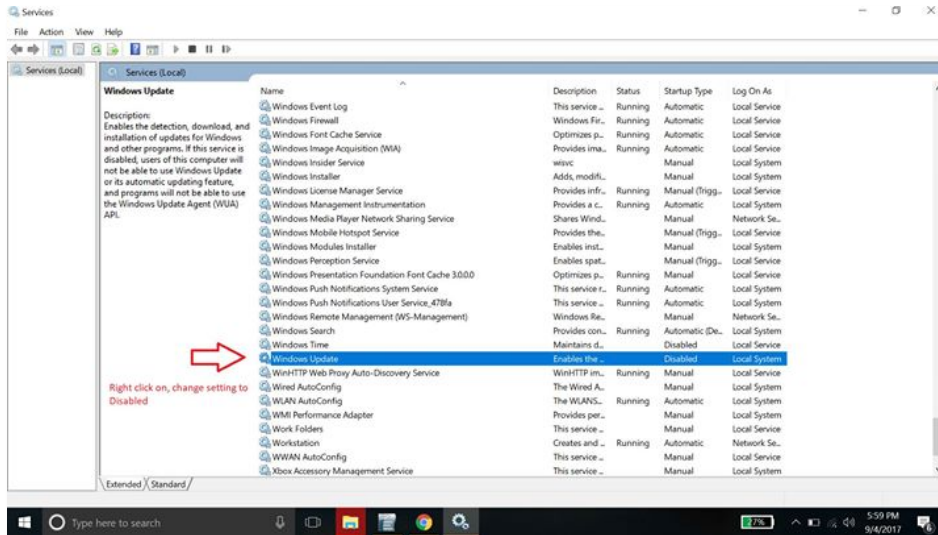 Services
File Action View Help
Services (Local)
Services (Local)
Windows Update
Description:
Enables the detection, download, and
installation of updates for Windows
and other programs. If this service is
disabled, users of this computer will
not be able to use Windows Update
or its automatic updating feature,
and programs will not be able to use
the Windows Update Agent (WUA)
API.
Name Description Status Startup Type Log On As
Windows Event Log This service ... Running Automatic Local Service
Windows Firewall Windows Fir... Running Automatic Local Service
Windows Font Cache Service Optimizes p... Running Automatic Local Service
Windows Image Acquisition (WIA) Provides ima... Running Automatic Local Service
Windows Insider Service wisvc Manual Local System
Windows Installer Adds, modifi... Manual Local System
Windows License Manager Service Provides infr... Running Manual (Trigg... Local Service
Windows Management Instrumentation Provides a c... Running Automatic Local System
Windows Media Player Network Sharing Service Shares Wind... Manual Network Se...
Windows Mobile Hotspot Service Provides the... Manual (Trigg... Local Service
Windows Modules Installer Enables inst... Manual Local System
Windows Perception Service Enables spat... Manual (Trigg... Local Service
Windows Presentation Foundation Font Cache 3.0.0.0 Optimizes p... Running Manual Local Service
Windows Push Notifications System Service This service r... Running Automatic Local System
Windows Push Notifications User Service_478fa This service ... Running Automatic Local System
Windows Remote Management (WS-Management) Windows Re... Manual Network Se...
Windows Search Provides con... Running Automatic (De... Local System
Windows Time Maintains d... Disabled Local Service
Windows Update Enables the ... Disabled Local System
WinHTTP Web Proxy Auto-Discovery Service WinHTTP im... Running Manual Local Service
Wired AutoConfig The Wired A... Manual Local System
WLAN AutoConfig The WLANS... Running Automatic Local System
WMI Performance Adapter Provides per... Manual Local System
Work Folders This service ... Manual Local Service
Workstation Creates and ... Running Automatic Network Se...
WWAN AutoConfig This service ... Manual Local System
Xbox Accessory Management Service This service ... Manual Local System
Right click on, change setting to
Disabled
Extended Standard
Type here to search
27%
5:59 PM
9/4/2017
6